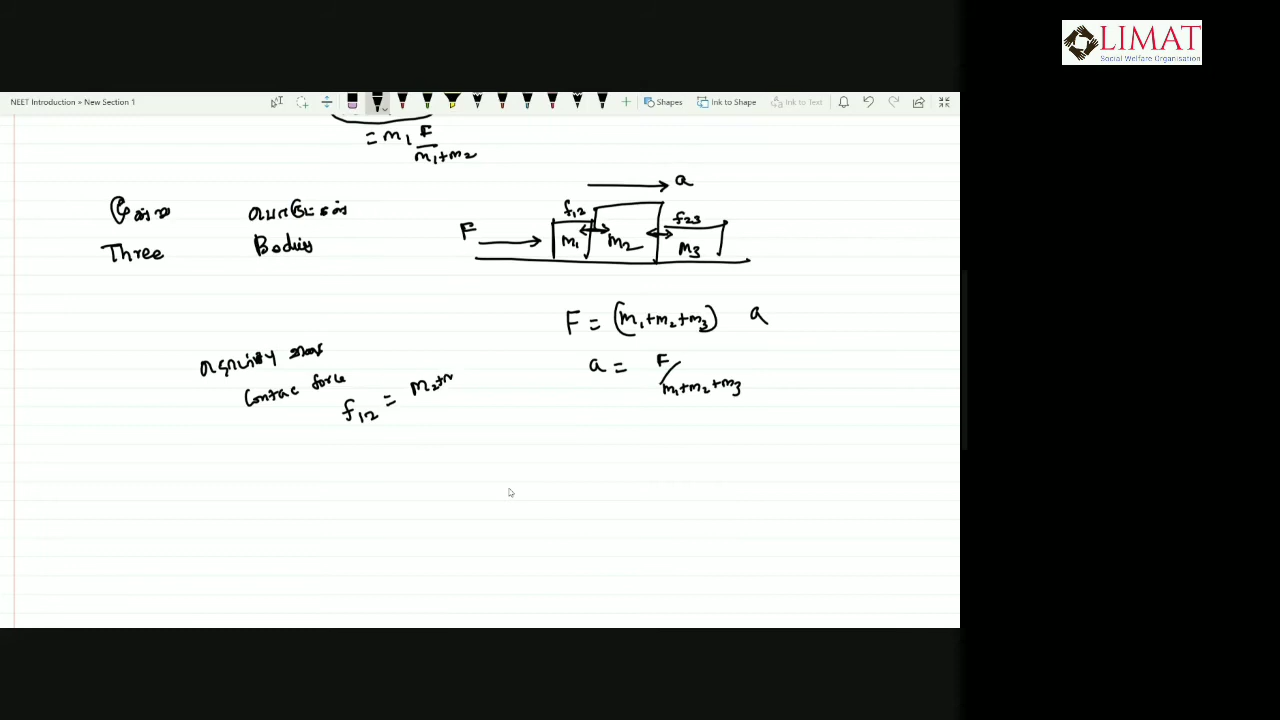 LIMAT
Social Welfare Organisation
NEET Introduction » New Section 1
Shapes
Ink to Shape
Ink to Text
= m₁ F/m₁+m₂
a
Three Bodies
F
f₁₂
f₂₃
m₁ m₂ m₃
F = (m₁+m₂+m₃) a
a = F/m₁+m₂+m₃
Contac force
f₁₂ = m₂+